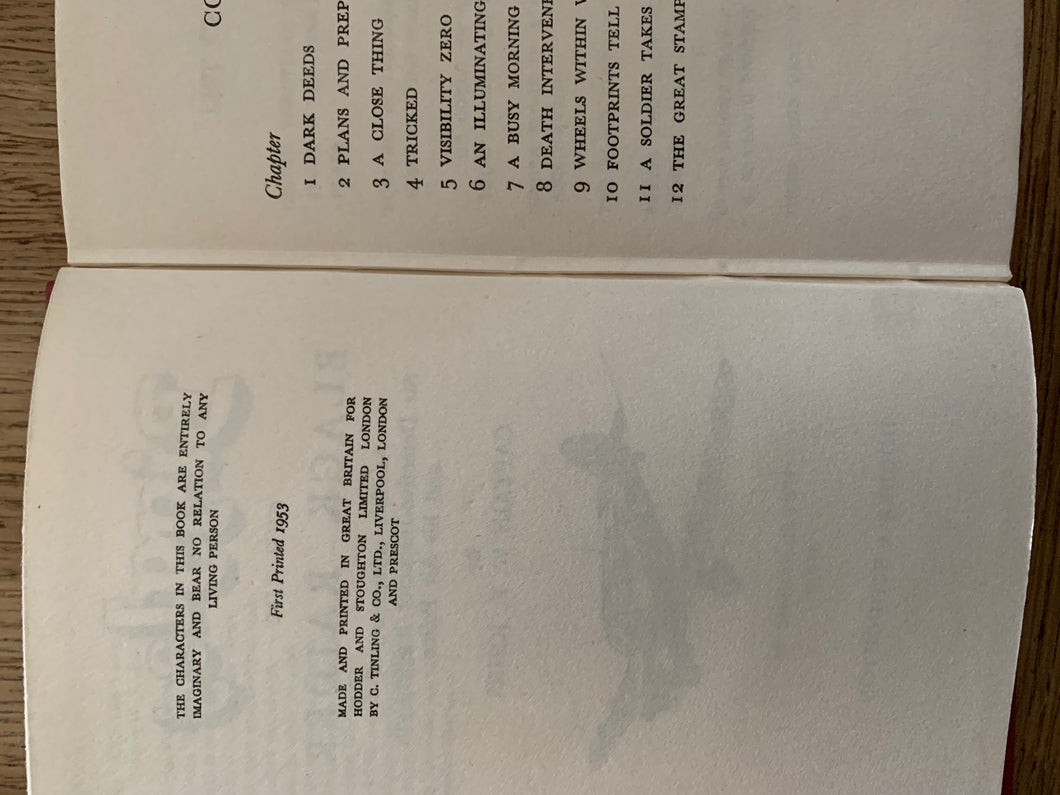 THE CHARACTERS IN THIS BOOK ARE ENTIRELY
IMAGINARY AND BEAR NO RELATION TO ANY
LIVING PERSON
First Printed 1953
MADE AND PRINTED IN GREAT BRITAIN FOR
HODDER AND STOUGHTON LIMITED LONDON
BY C. TINLING & CO., LTD., LIVERPOOL, LONDON
AND PRESCOT
CO
Chapter
1 DARK DEEDS
2 PLANS AND PREP
3 A CLOSE THING
4 TRICKED
5 VISIBILITY ZERO
6 AN ILLUMINATING
7 A BUSY MORNING
8 DEATH INTERVEN
9 WHEELS WITHIN
10 FOOTPRINTS TELL
11 A SOLDIER TAKES
12 THE GREAT STAMP